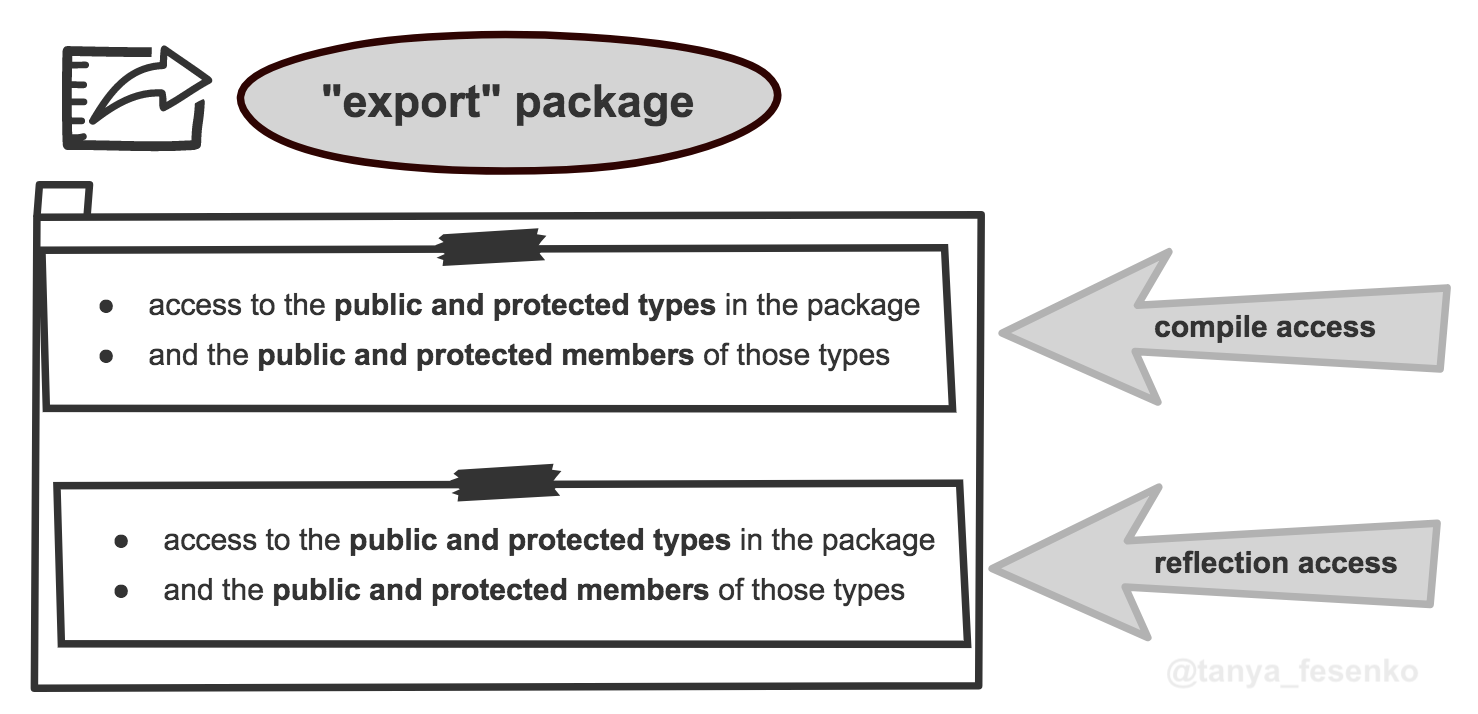 "export" package
● access to the public and protected types in the package
● and the public and protected members of those types
compile access
● access to the public and protected types in the package
● and the public and protected members of those types
reflection access
@tanya_fesenko